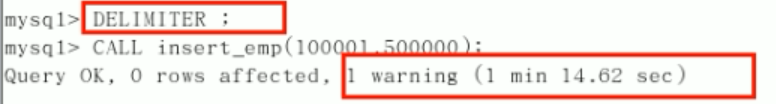 mysql> DELIMITER ;
mysql> CALL insert_emp(100001,500000);
Query OK, 0 rows affected, 1 warning (1 min 14.62 sec)